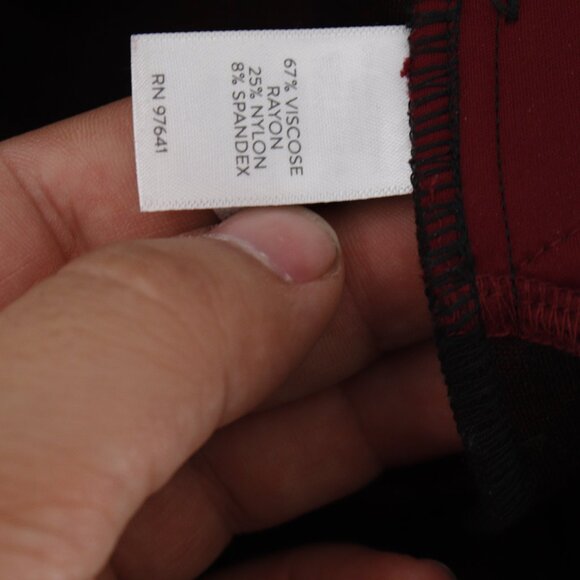 67% VISCOSE
RAYON
25% NYLON
8% SPANDEX
RN 97641